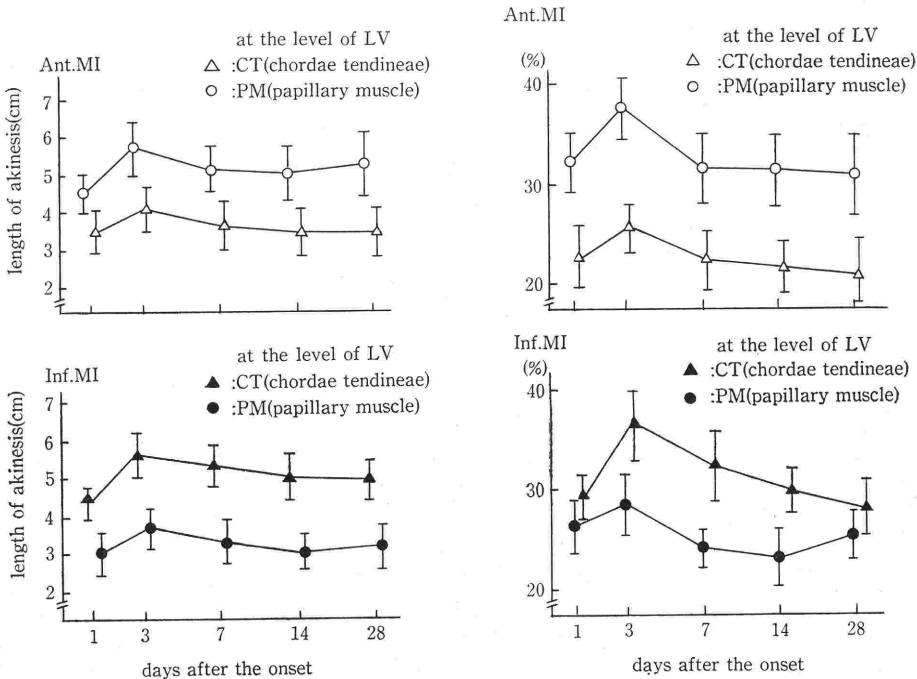 at the level of LV
Ant.MI
△ :CT(chordae tendineae)
○ :PM(papillary muscle)
length of akinesis(cm)
7
6
5
4
3
2
Ant.MI
(%)
at the level of LV
△ :CT(chordae tendineae)
○ :PM(papillary muscle)
40
30
20
at the level of LV
Inf.MI
▲ :CT(chordae tendineae)
● :PM(papillary muscle)
length of akinesis(cm)
7
6
5
4
3
2
1 3 7 14 28
days after the onset
Inf.MI
(%)
at the level of LV
▲ :CT(chordae tendineae)
● :PM(papillary muscle)
40
30
20
1 3 7 14 28
days after the onset